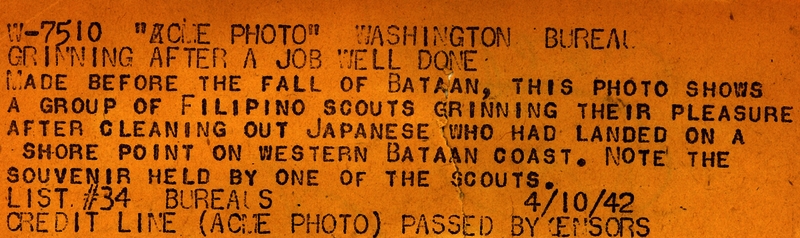 W-7510 "ACME PHOTO" WASHINGTON BUREAU
GRINNING AFTER A JOB WELL DONE
MADE BEFORE THE FALL OF BATAAN, THIS PHOTO SHOWS
A GROUP OF FILIPINO SCOUTS GRINNING THEIR PLEASURE
AFTER CLEANING OUT JAPANESE WHO HAD LANDED ON A
SHORE POINT ON WESTERN BATAAN COAST. NOTE THE
SOUVENIR HELD BY ONE OF THE SCOUTS.
LIST #34 BUREAUS 4/10/42
CREDIT LINE (ACME PHOTO) PASSED BY CENSORS